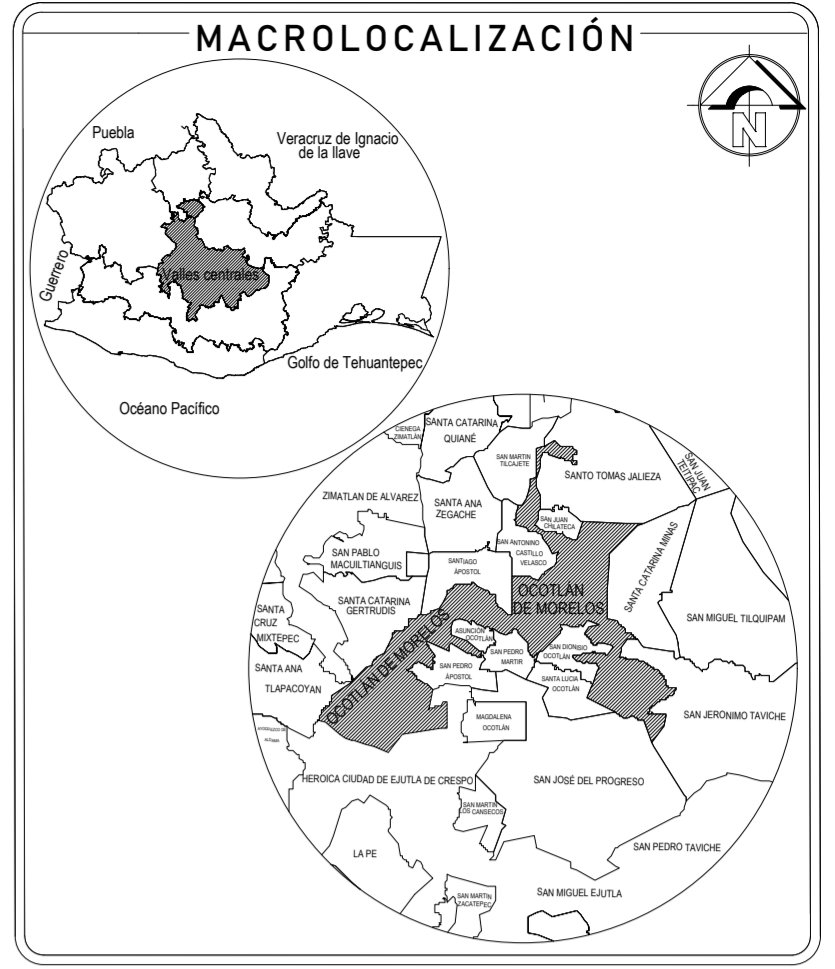 MACROLOCALIZACIÓN
N
Puebla
Veracruz de Ignacio
de la llave
Guerrero
Valles centrales
Golfo de Tehuantepec
Océano Pacífico
CIENEGA
ZIMATLÁN
SANTA CATARINA
QUIANÉ
SAN MARTIN
TILCAJETE
SANTO TOMAS JALIEZA
SAN JUAN
TEITIPAC
ZIMATLAN DE ALVAREZ
SANTA ANA
ZEGACHE
SAN JUAN
CHILATECA
SAN ANTONINO
CASTILLO
VELASCO
SANTA CATARINA MINAS
SAN PABLO
MACUILTIANGUIS
SANTIAGO
ÁPOSTOL
OCOTLÁN
DE MORELOS
SANTA CATARINA
GERTRUDIS
SANTA
CRUZ
MIXTEPEC
SAN MIGUEL TILQUIPAM
OCOTLÁN DE MORELOS
ASUNCIÓN
OCOTLÁN
SAN PEDRO
MARTIR
SAN DIONISIO
OCOTLÁN
SANTA ANA
TLAPACOYAN
SAN PEDRO
ÁPOSTOL
SANTA LUCIA
OCOTLÁN
SAN JERONIMO TAVICHE
MAGDALENA
OCOTLÁN
HEROICA CIUDAD DE EJUTLA DE CRESPO
SAN JOSÉ DEL PROGRESO
SAN MARTIN
LOS CANSECOS
LA PE
SAN PEDRO TAVICHE
SAN MARTIN
ZACATEPEC
SAN MIGUEL EJUTLA